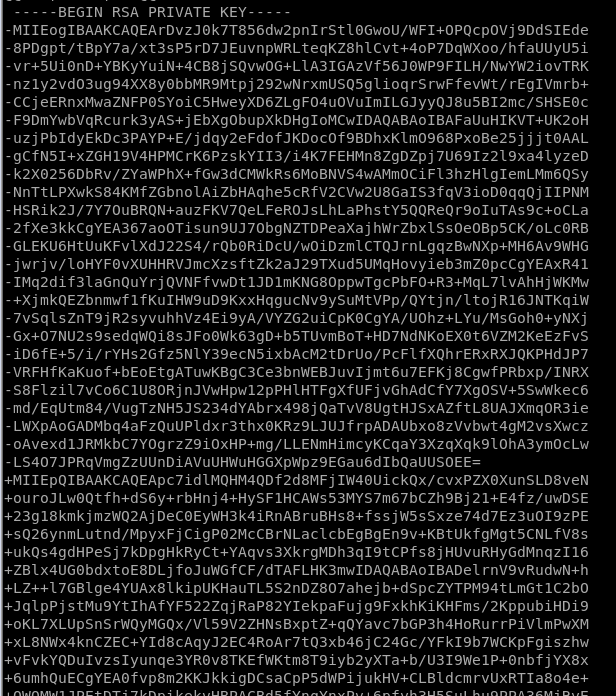 -----BEGIN RSA PRIVATE KEY-----
-MIIEogIBAAKCAQEArDvzJ0k7T856dw2pnIrStl0GwoU/WFI+OPQcpOVj9DdSIEde
-8PDgpt/tBpY7a/xt3sP5rD7JEuvnpWRLteqKZ8hlCvt+4oP7DqWXoo/hfaUUyU5i
-vr+5Ui0nD+YBKyYuiN+4CB8jSQvwOG+LlA3IGAzVf56J0WP9FILH/NwYW2iovTRK
-nz1y2vdO3ug94XX8y0bbMR9Mtpj292wNrxmUSQ5glioqrSrwFfevWt/rEgIVmrb+
-CCjeERnxMwaZNFP0SYoiC5HweyXD6ZLgFO4uOVuImILGJyyQJ8u5BI2mc/SHSE0c
-F9DmYwbVqRcurk3yAS+jEbXgObupXkDHgIoMCwIDAQABAoIBAFaUuHIKVT+UK2oH
-uzjPbIdyEkDc3PAYP+E/jdqy2eFdofJKDocOf9BDhxKlmO968PxoBe25jjjt0AAL
-gCfN5I+xZGH19V4HPMCrK6PzskYII3/i4K7FEHMn8ZgDZpj7U69Iz2l9xa4lyzeD
-k2X0256DbRv/ZYaWPhX+fGw3dCMWkRs6MoBNVS4wAMmOCiFl3hzHlgIemLMm6QSy
-NnTtLPXwkS84KMfZGbnolAiZbHAqhe5cRfV2CVw2U8GaIS3fqV3ioD0qqQjIIPNM
-HSRik2J/7Y7OuBRQN+auzFKV7QeLFeROJsLhLaPhstY5QQReQr9oIuTAs9c+oCLa
-2fXe3kkCgYEA367aoOTisun9UJ7ObgNZTDPeaXajhWrZbxlSsOeOBp5CK/oLc0RB
-GLEKU6HtUuKFvlXdJ22S4/rQb0RiDcU/wOiDzmlCTQJrnLgqzBwNXp+MH6Av9WHG
-jwrjv/loHYF0vXUHHRVJmcXzsftZk2aJ29TXud5UMqHovyieb3mZ0pcCgYEAxR41
-IMq2dif3laGnQuYrjQVNFfvwDt1JD1mKNG8OppwTgcPbFO+R3+MqL7lvAhHjWKMw
-+XjmkQEZbnmwf1fKuIHW9uD9KxxHqgucNv9ySuMtVPp/QYtjn/ltojR16JNTKqiW
-7vSqlsZnT9jR2syvuhhVz4Ei9yA/VYZG2uiCpK0CgYA/UOhz+LYu/MsGoh0+yNXj
-Gx+O7NU2s9sedqWQi8sJFo0Wk63gD+b5TUvmBoT+HD7NdNKoEX0t6VZM2KeEzFvS
-iD6fE+5/i/rYHs2Gfz5NlY39ecN5ixbAcM2tDrUo/PcFlfXQhrERxRXJQKPHdJP7
-VRFHfKaKuof+bEoEtgATuwKBgC3Ce3bnWEBJuvIjmt6u7EFKj8CgwfPRbxp/INRX
-S8Flzil7vCo6C1U8ORjnJVwHpw12pPHlHTFgXfUFjvGhAdCfY7XgOSV+5SwWkec6
-md/EqUtm84/VugTzNH5JS234dYAbrx498jQaTvV8UgtHJSxAZftL8UAJXmqOR3ie
-LWXpAoGADMbq4aFzQuUPldxr3thx0KRz9LJUJfrpADAUbxo8zVvbwt4gM2vsXwcz
-oAvexd1JRMkbC7YOgrzZ9iOxHP+mg/LLENmHimcyKCqaY3XzqXqk9lOhA3ymOcLw
-LS4O7JPRqVmgZzUUnDiAVuUHWuHGGXpWpz9EGau6dIbQaUUSOEE=
+MIIEpQIBAAKCAQEApc7idlMQHM4QDf2d8MFjIW40UickQx/cvxPZX0XunSLD8veN
+ouroJLw0Qtfh+dS6y+rbHnj4+HySF1HCAWs53MYS7m67bCZh9Bj21+E4fz/uwDSE
+23g18kmkjmzWQ2AjDeC0EyWH3k4iRnABruBHs8+fssjW5sSxze74d7Ez3uOI9zPE
+sQ26ynmLutnd/MpyxFjCigP02McCBrNLaclcbEgBgEn9v+KBtUkfgMgt5CNLfV8s
+ukQs4gdHPeSj7kDpgHkRyCt+YAqvs3XkrgMDh3qI9tCPfs8jHUvuRHyGdMnqzI16
+ZBlx4UG0bdxtoE8DLjfoJuWGfCF/dTAFLHK3mwIDAQABAoIBADelrnV9vRudwN+h
+LZ++l7GBlge4YUAx8lkipUKHauTL5S2nDZ8O7ahejb+dSpcZYTPM94tLmGt1C2bO
+JqlpPjstMu9YtIhAfYF522ZqjRaP82YIekpaFujg9FxkhKiKHFms/2KppubiHDi9
+oKL7XLUpSnSrWQyMGQx/Vl59V2ZHNsBxptZ+qQYavc7bGP3h4HoRurrPiVlmPwXM
+xL8NWx4knCZEC+YId8cAqyJ2EC4RoAr7tQ3xb46jC24Gc/YFkI9b7WCKpFgiszhw
+vFvkYQDuIvzsIyunqe3YR0v8TKEfWKtm8T9iyb2yXTa+b/U3I9We1P+0nbfjYX8x
+6umhQuECgYEA0fvp8m2KKJkkigDCsaCpP5dWPijukHV+CLBldcmrvUxRTIa8o4e+